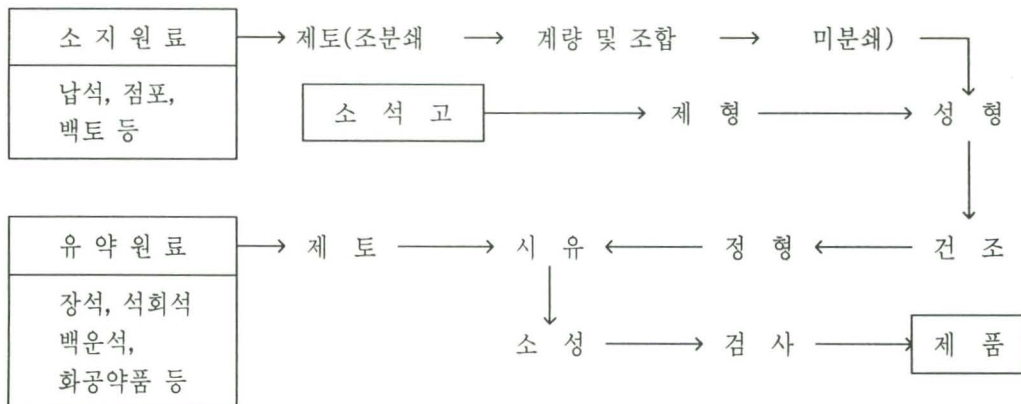 소 지 원 료 → 제토(조분쇄 → 계량 및 조합 → 미분쇄)
납석, 점포,
백토 등
소 석 고 → 제 형 → 성 형
유 약 원 료 → 제 토 → 시 유 ← 정 형 ← 건 조
장석, 석회석
백운석,
화공약품 등
소 성 → 검 사 → 제 품